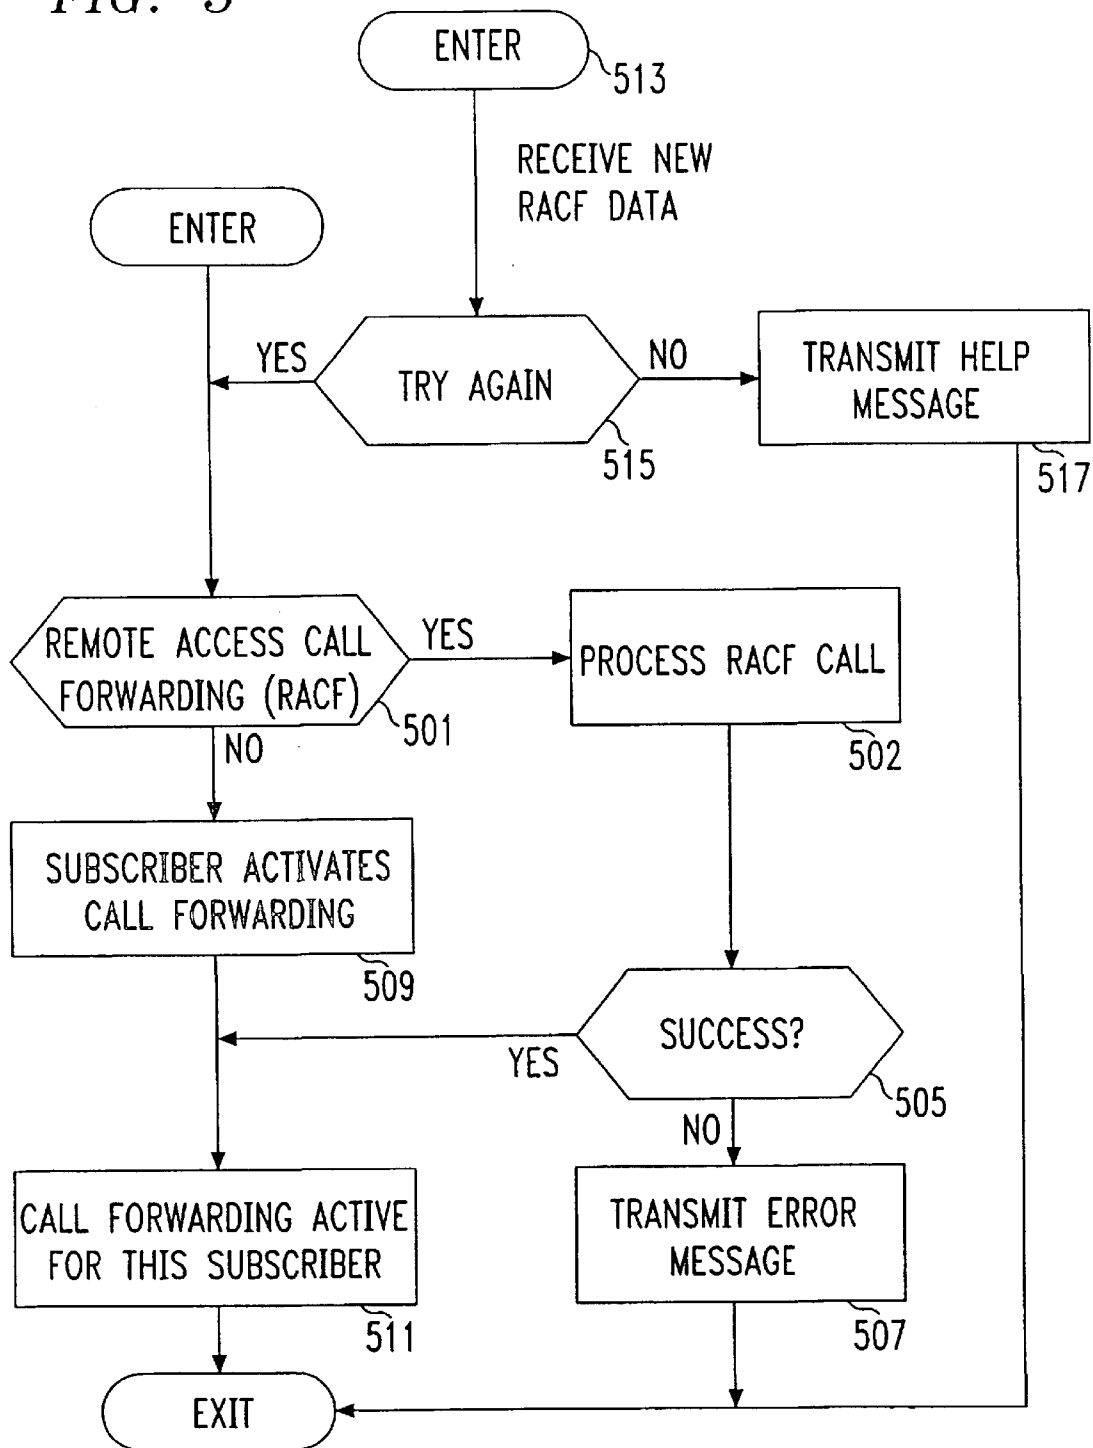 FIG. 5
ENTER
513
RECEIVE NEW
RACF DATA
ENTER
YES
TRY AGAIN
NO
515
TRANSMIT HELP
MESSAGE
517
REMOTE ACCESS CALL
FORWARDING (RACF)
501
YES
PROCESS RACF CALL
502
NO
SUBSCRIBER ACTIVATES
CALL FORWARDING
509
SUCCESS?
505
YES
NO
CALL FORWARDING ACTIVE
FOR THIS SUBSCRIBER
511
TRANSMIT ERROR
MESSAGE
507
EXIT